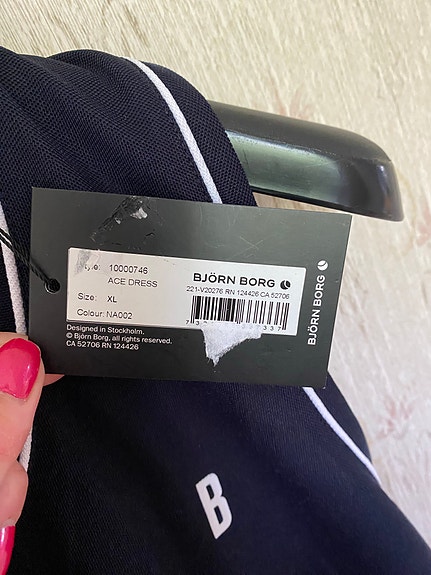 yle: 10000746
ACE DRESS
Size: XL
Colour: NA002
BJÖRN BORG
221-V20276 RN 124426 CA 52706
Designed in Stockholm.
© Björn Borg, all rights reserved.
CA 52706 RN 124426
BJÖRN BORG
B